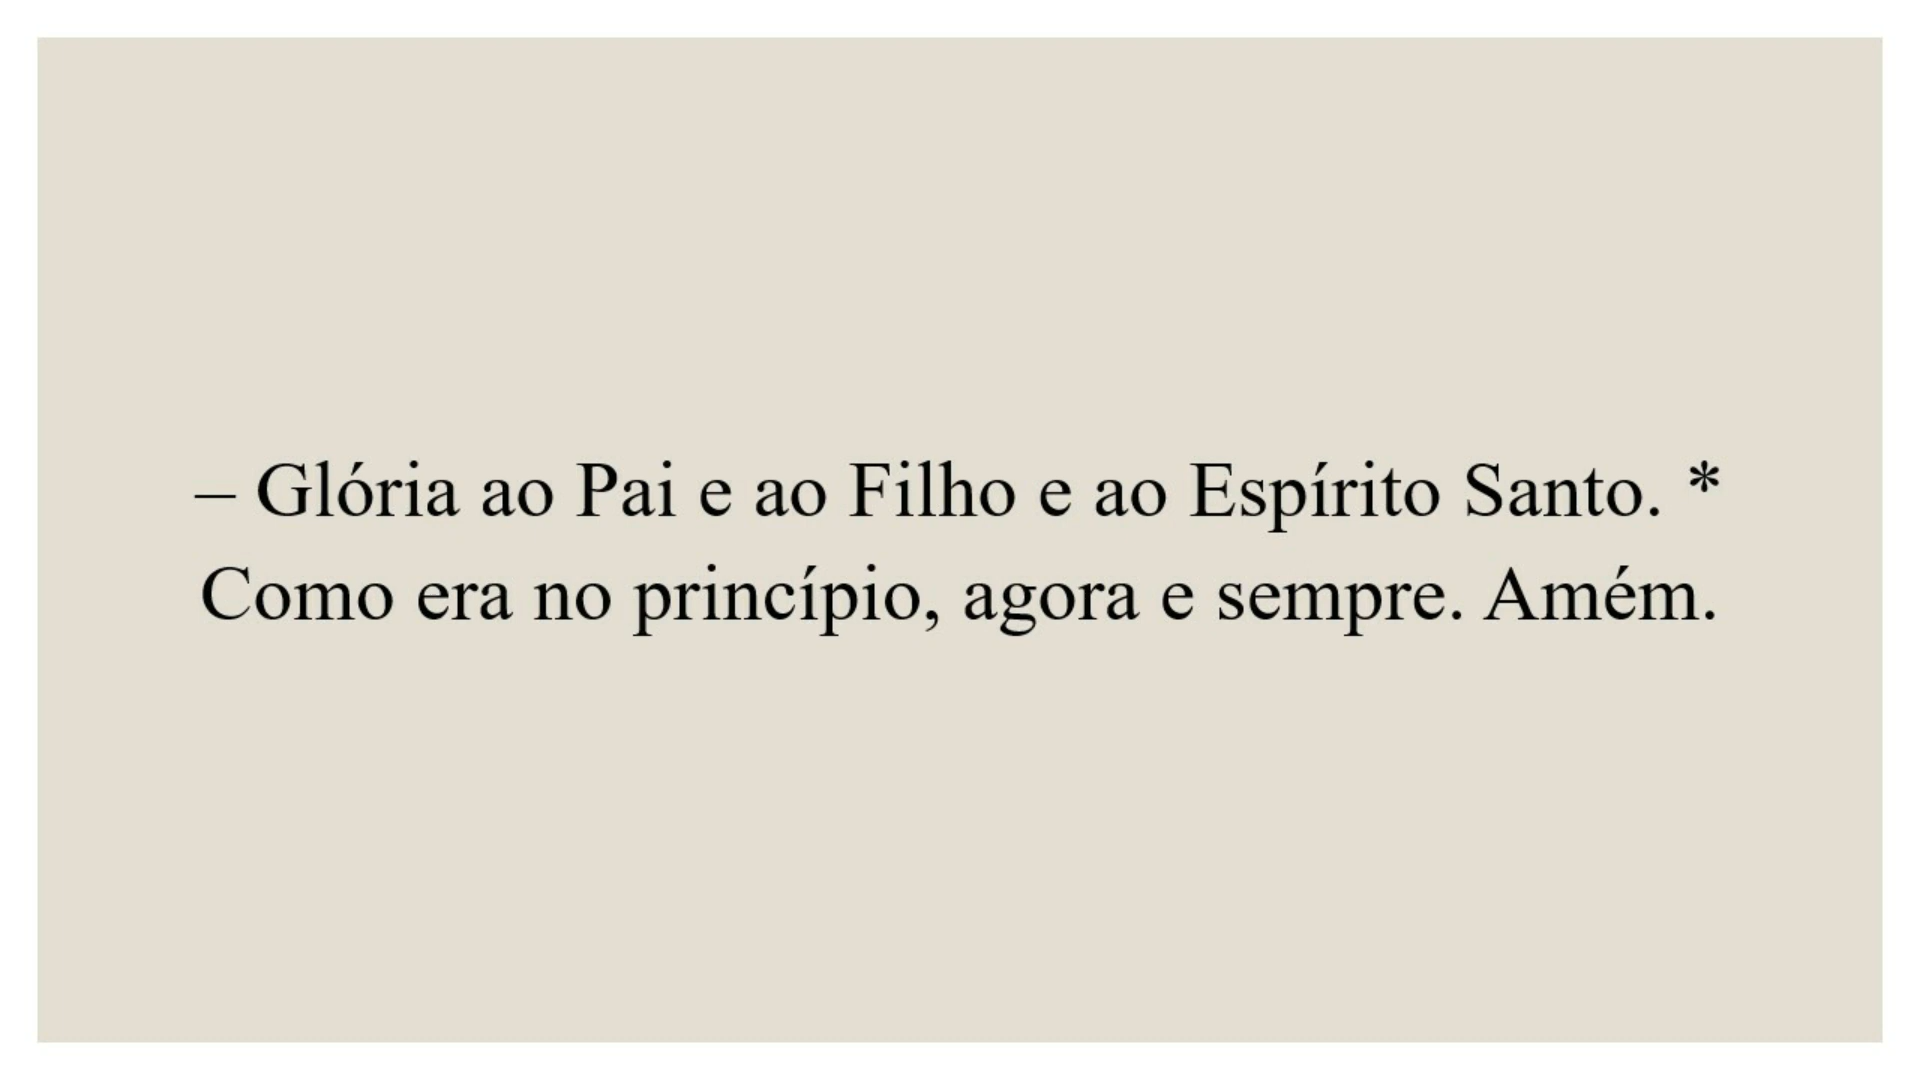 – Glória ao Pai e ao Filho e ao Espírito Santo. *
Como era no princípio, agora e sempre. Amém.